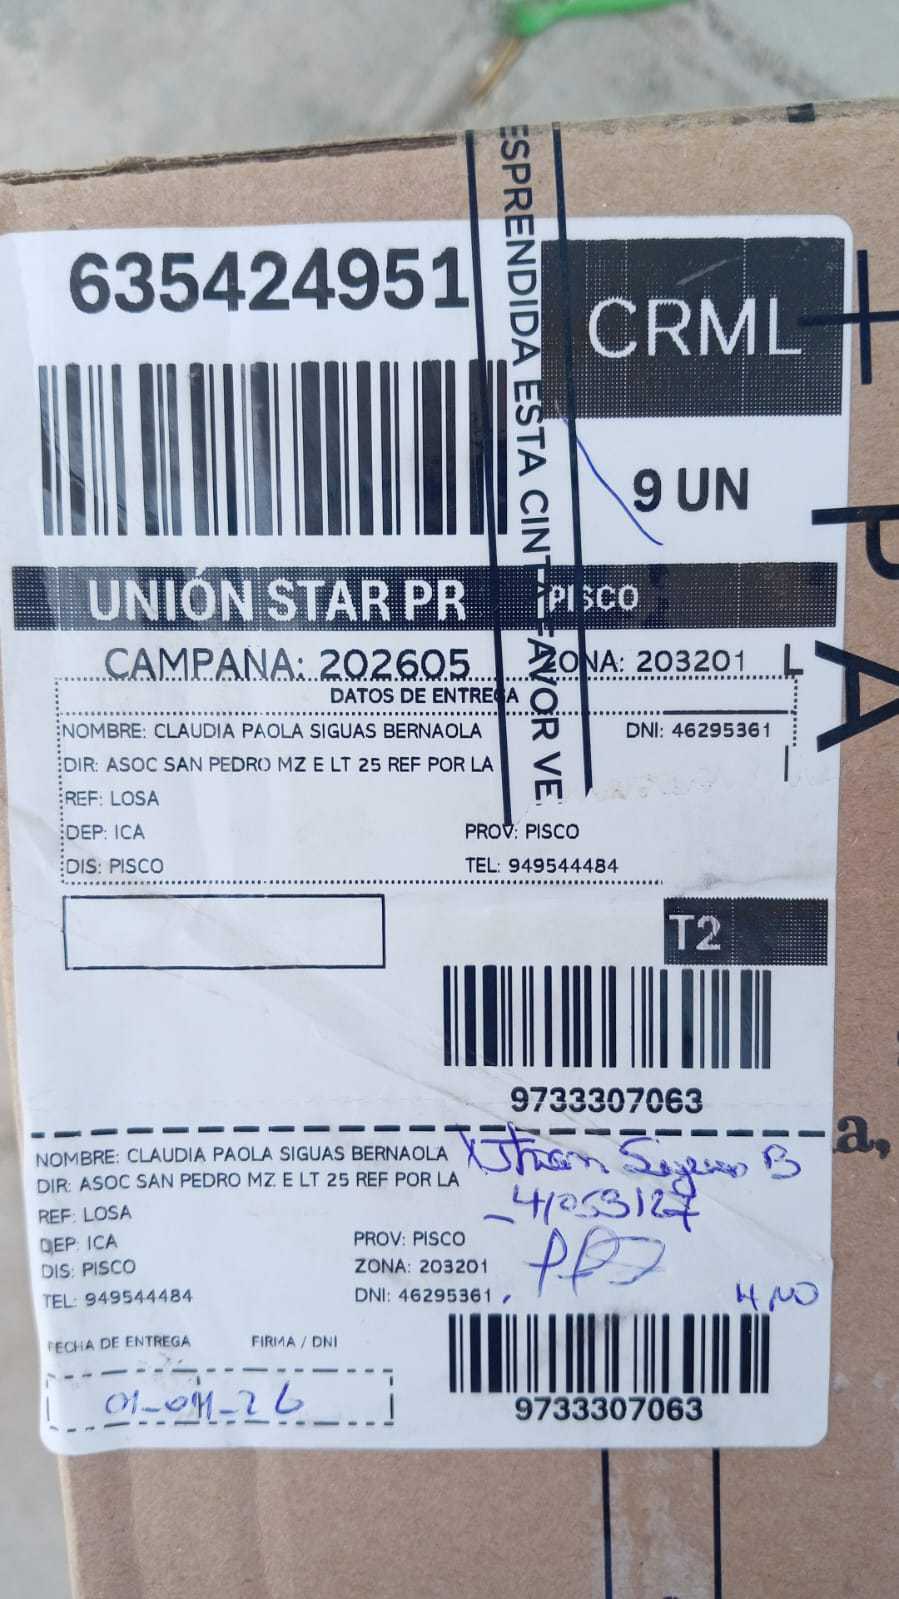 635424951
CRML
9 UN
ESPRENDIDA ESTA CINTA FAVOR VE
UNIÓN STAR PR PISCO
CAMPAÑA: 202605 ZONA: 203201 L
DATOS DE ENTREGA
NOMBRE: CLAUDIA PAOLA SIGUAS BERNAOLA DNI: 46295361
DIR: ASOC SAN PEDRO MZ E LT 25 REF POR LA
REF: LOSA
DEP: ICA PROV: PISCO
DIS: PISCO TEL: 949544484
T2
9733307063
a,
NOMBRE: CLAUDIA PAOLA SIGUAS BERNAOLA
DIR: ASOC SAN PEDRO MZ E LT 25 REF POR LA
REF: LOSA
DEP: ICA PROV: PISCO
DIS: PISCO ZONA: 203201
TEL: 949544484 DNI: 46295361
B
FECHA DE ENTREGA FIRMA / DNI
01-04-26
9733307063
PA